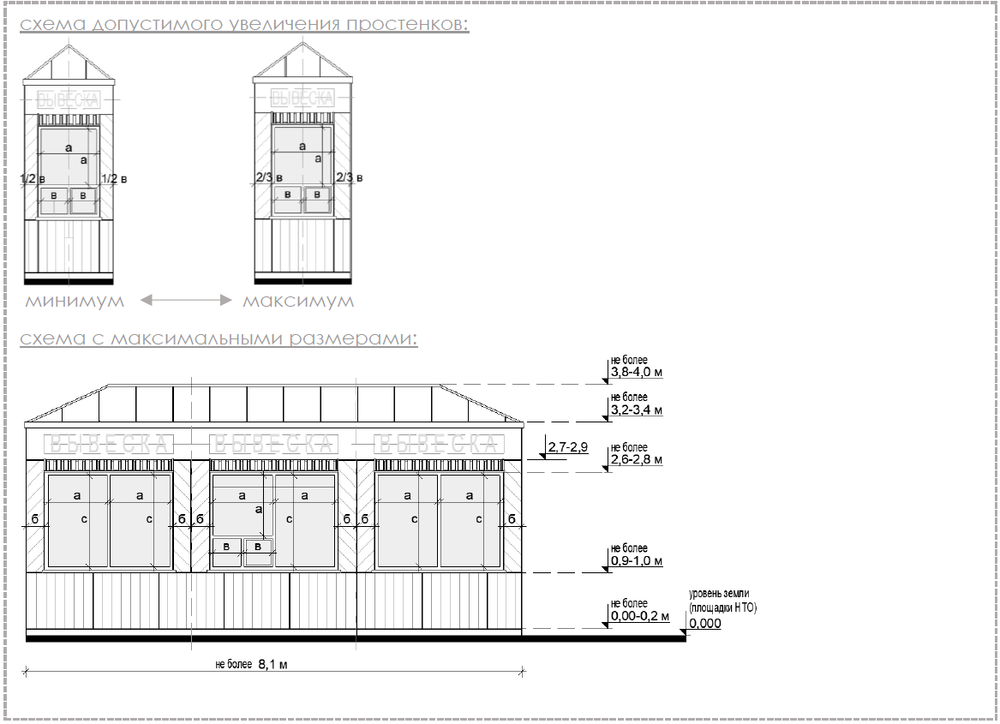 схема допустимого увеличения простенков:
ВЫВЕСКА
ВЫВЕСКА
а
а
а
а
1/2 в
1/2 в
2/3 в
2/3 в
в
в
в
в
минимум
максимум
схема с максимальными размерами:
не более
3,8-4,0 м
не более
3,2-3,4 м
ВЫВЕСКА
ВЫВЕСКА
ВЫВЕСКА
2,7-2,9
не более
2,6-2,8 м
а
а
а
а
а
а
а
с
с
с
с
с
б
б
б
б
б
б
в
в
не более
0,9-1,0 м
не более
0,00-0,2 м
уровень земли
(площадки НТО)
0,000
не более 8,1 м